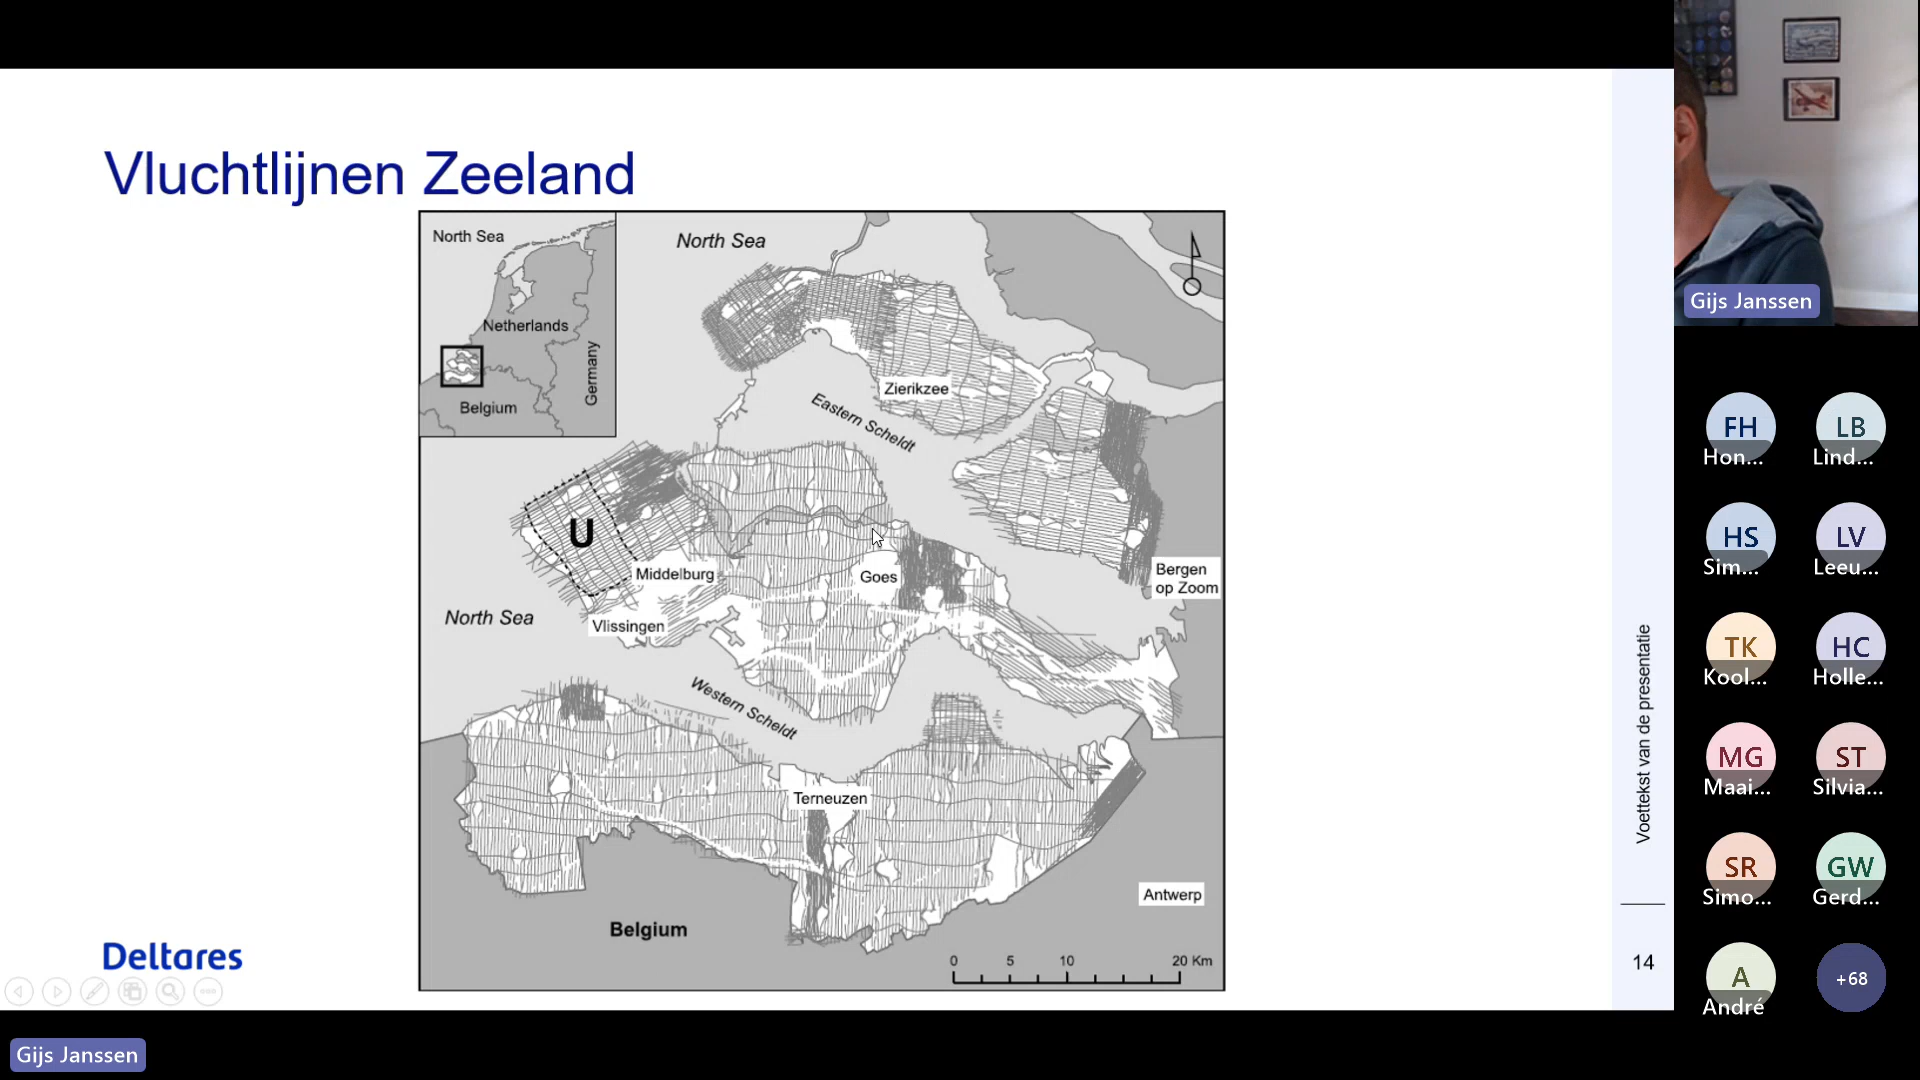 Vluchtlijnen Zeeland
North Sea
Netherlands
Germany
Belgium
North Sea
Zierikzee
Eastern Scheldt
U
Middelburg
Goes
Bergen
op Zoom
North Sea
Vlissingen
Western Scheldt
Terneuzen
Antwerp
Belgium
0 5 10 20 Km
Deltares
Voettekst van de presentatie
14
Gijs Janssen
Gijs Janssen
FH
Hon...
LB
Lind...
HS
Sim...
LV
Leeu...
TK
Kool...
HC
Holle...
MG
Maai...
ST
Silvia...
SR
Simo...
GW
Gerd...
A
André
+68